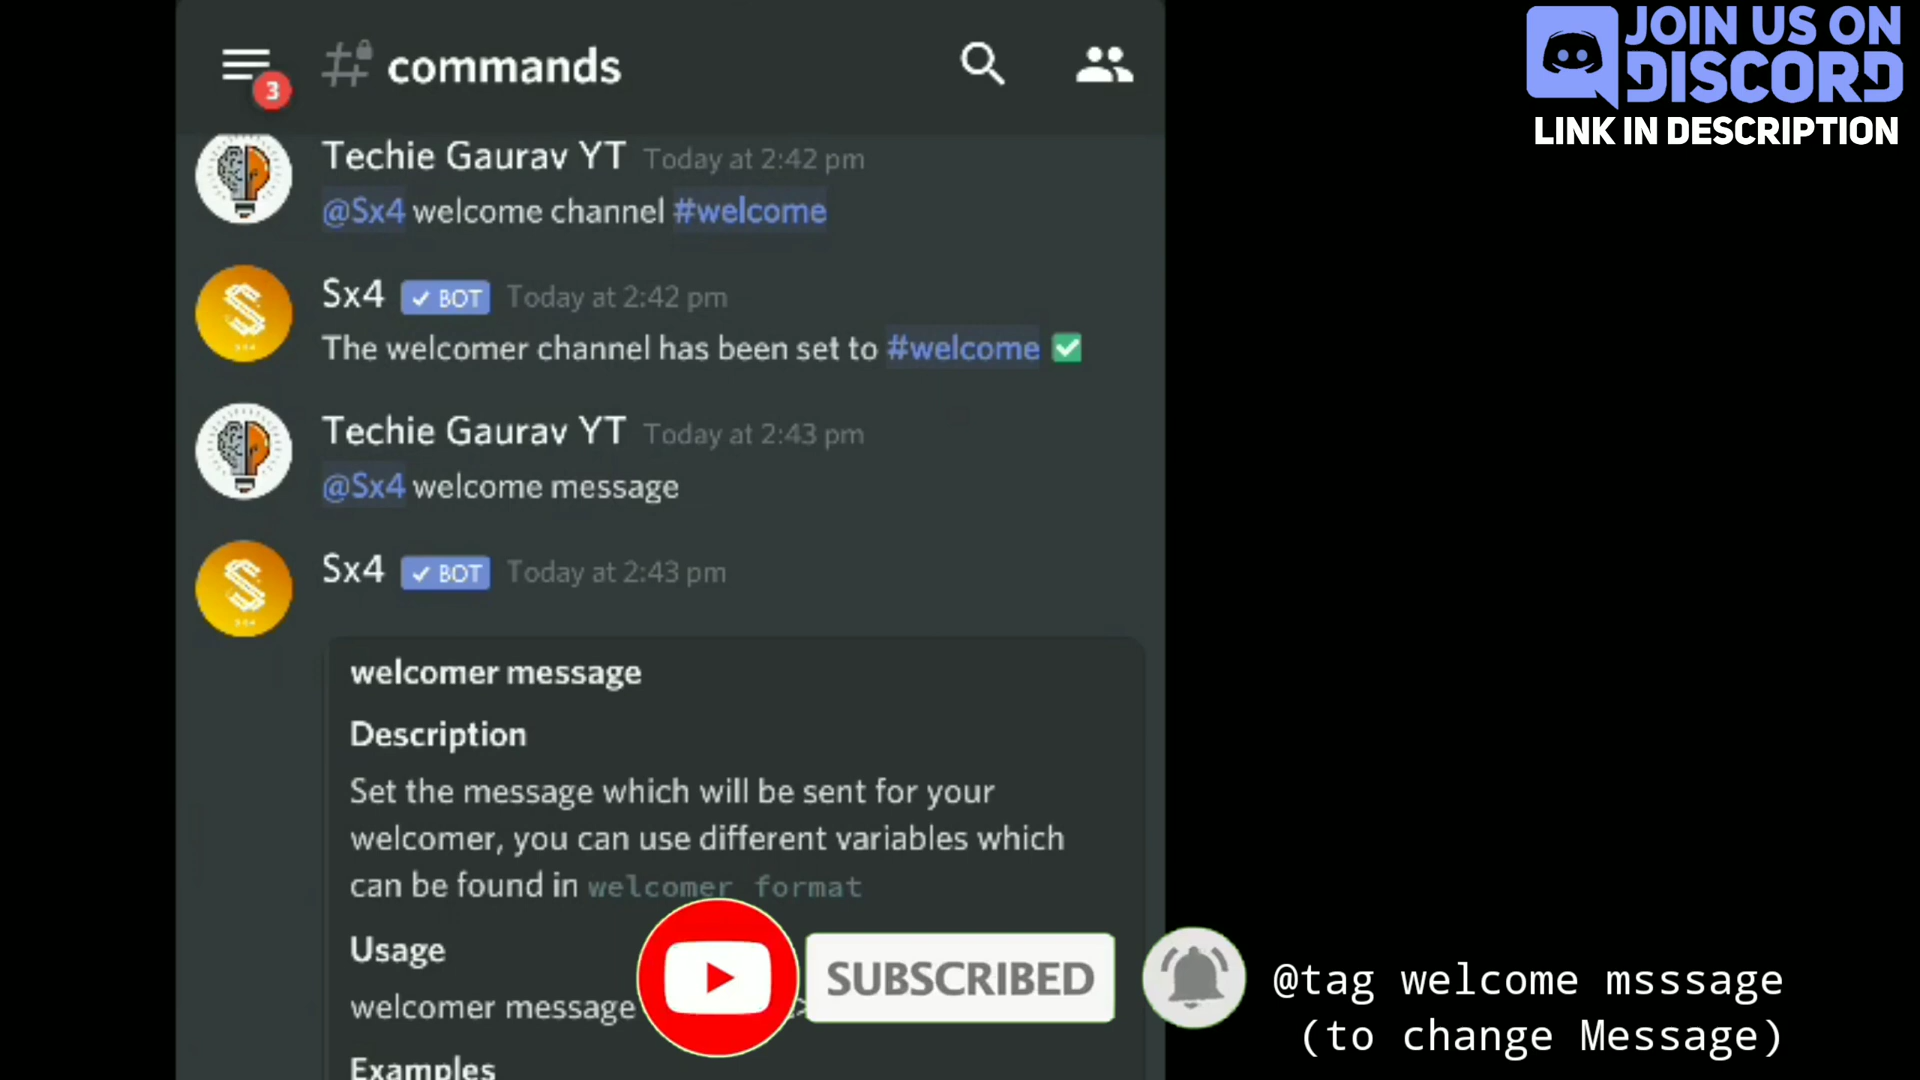 JOIN US ON
DISCORD
LINK IN DESCRIPTION
3
commands
Techie Gaurav YT Today at 2:42 pm
@Sx4 welcome channel #welcome
Sx4 ✓ BOT Today at 2:42 pm
The welcomer channel has been set to #welcome ✅
Techie Gaurav YT Today at 2:43 pm
@Sx4 welcome message
Sx4 ✓ BOT Today at 2:43 pm
welcomer message
Description
Set the message which will be sent for your
welcomer, you can use different variables which
can be found in welcomer format
Usage
welcomer message
Examples
SUBSCRIBED
@tag welcome msssage
(to change Message)